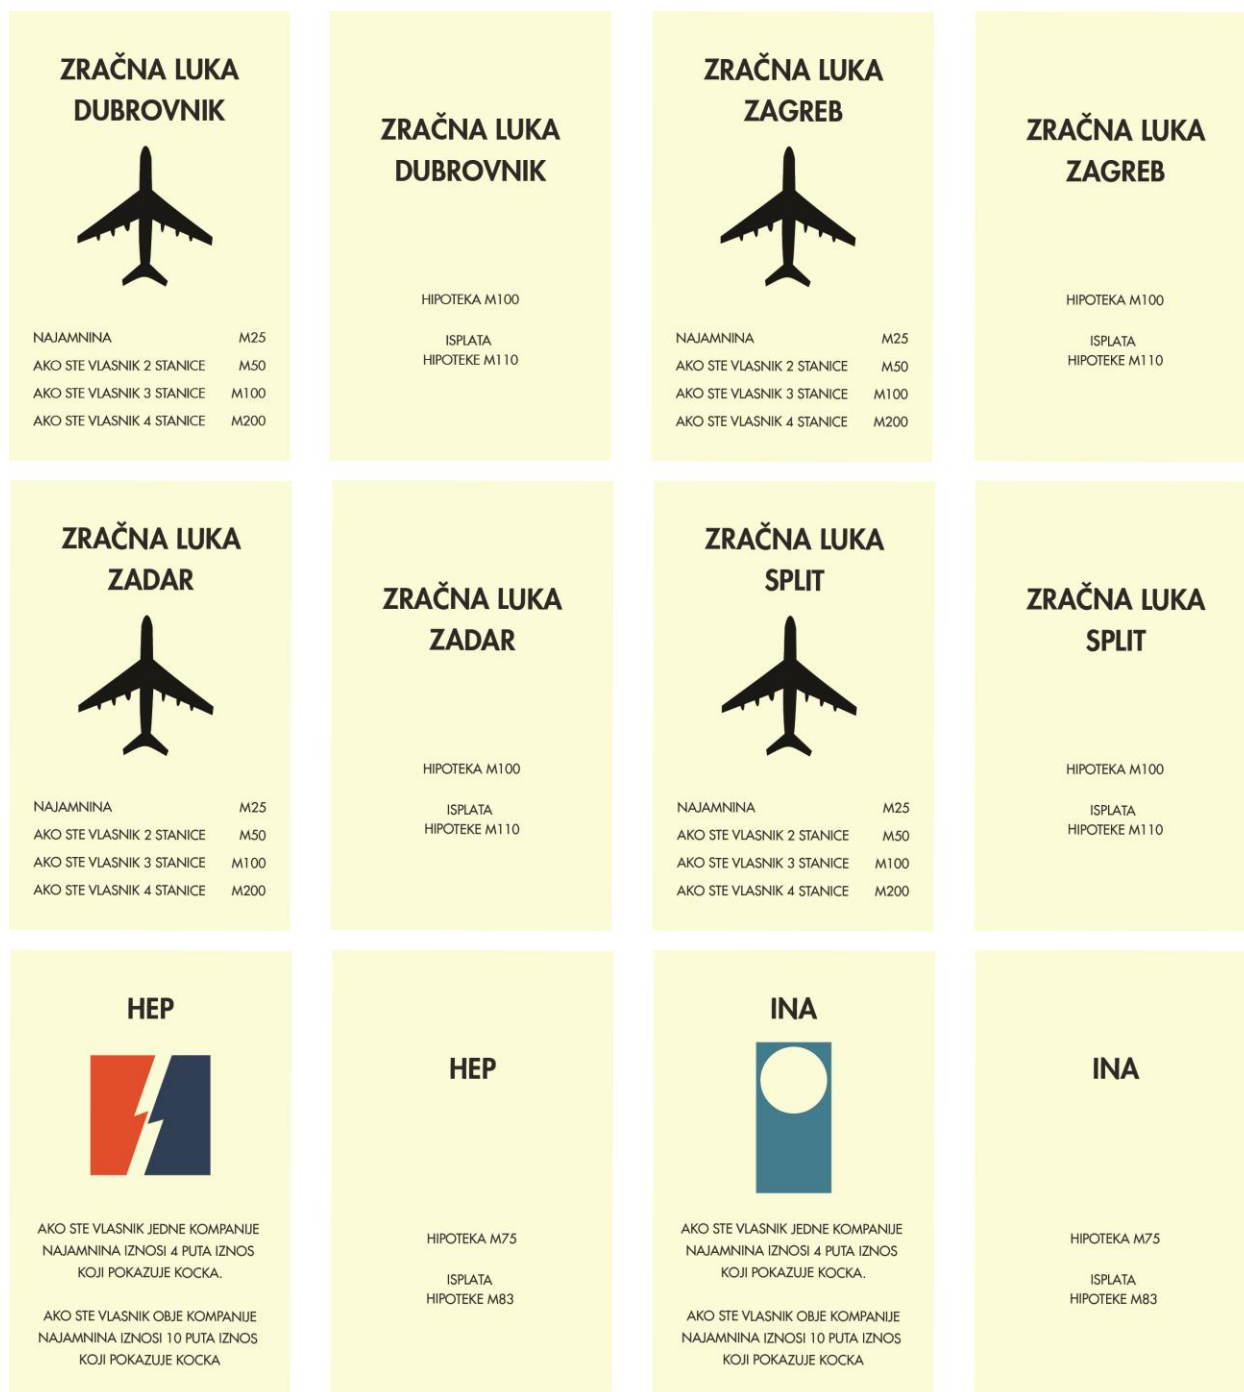 ZRAČNA LUKA
DUBROVNIK
NAJAMNINA M25
AKO STE VLASNIK 2 STANICE M50
AKO STE VLASNIK 3 STANICE M100
AKO STE VLASNIK 4 STANICE M200
ZRAČNA LUKA
DUBROVNIK
HIPOTEKA M100
ISPLATA
HIPOTEKE M110
ZRAČNA LUKA
ZAGREB
NAJAMNINA M25
AKO STE VLASNIK 2 STANICE M50
AKO STE VLASNIK 3 STANICE M100
AKO STE VLASNIK 4 STANICE M200
ZRAČNA LUKA
ZAGREB
HIPOTEKA M100
ISPLATA
HIPOTEKE M110
ZRAČNA LUKA
ZADAR
NAJAMNINA M25
AKO STE VLASNIK 2 STANICE M50
AKO STE VLASNIK 3 STANICE M100
AKO STE VLASNIK 4 STANICE M200
ZRAČNA LUKA
ZADAR
HIPOTEKA M100
ISPLATA
HIPOTEKE M110
ZRAČNA LUKA
SPLIT
NAJAMNINA M25
AKO STE VLASNIK 2 STANICE M50
AKO STE VLASNIK 3 STANICE M100
AKO STE VLASNIK 4 STANICE M200
ZRAČNA LUKA
SPLIT
HIPOTEKA M100
ISPLATA
HIPOTEKE M110
HEP
AKO STE VLASNIK JEDNE KOMPANIJE
NAJAMNINA IZNOSI 4 PUTA IZNOS
KOJI POKAZUJE KOCKA.
AKO STE VLASNIK OBJE KOMPANIJE
NAJAMNINA IZNOSI 10 PUTA IZNOS
KOJI POKAZUJE KOCKA
HEP
HIPOTEKA M75
ISPLATA
HIPOTEKE M83
INA
AKO STE VLASNIK JEDNE KOMPANIJE
NAJAMNINA IZNOSI 4 PUTA IZNOS
KOJI POKAZUJE KOCKA.
AKO STE VLASNIK OBJE KOMPANIJE
NAJAMNINA IZNOSI 10 PUTA IZNOS
KOJI POKAZUJE KOCKA
INA
HIPOTEKA M75
ISPLATA
HIPOTEKE M83